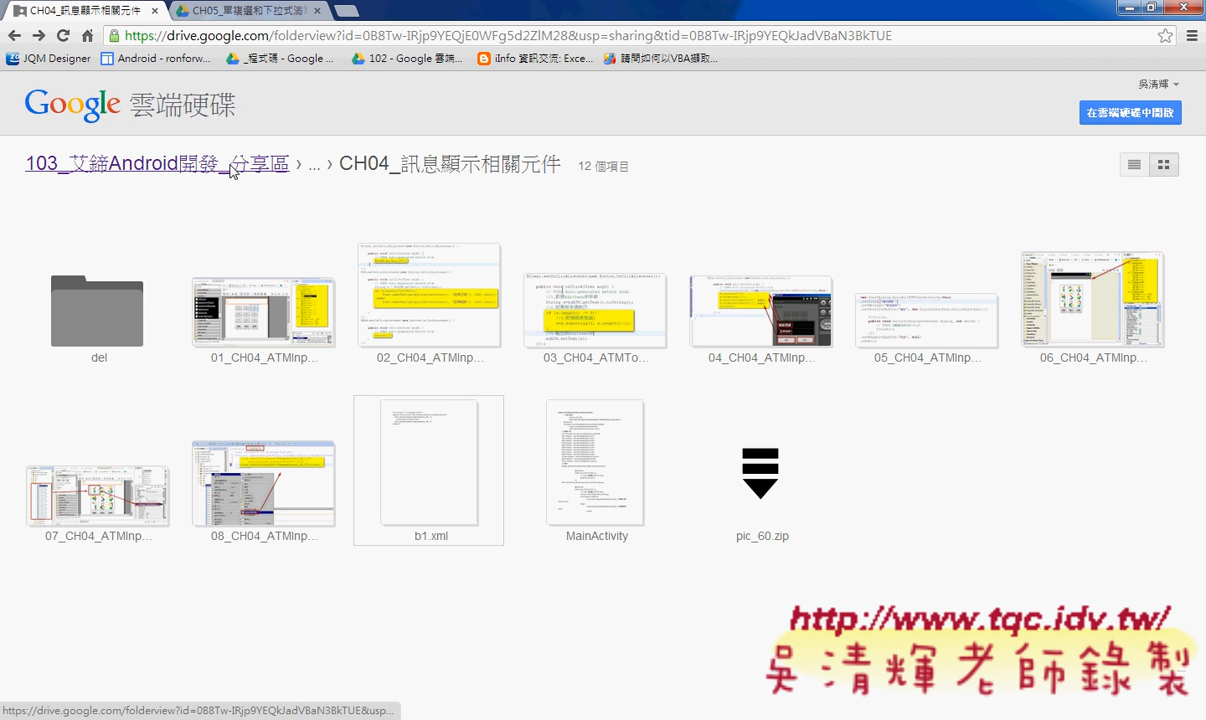 CH04_訊息顯示相關元件
CH05_單複選和下拉式清
https://drive.google.com/folderview?id=0B8Tw-IRjp9YEQjE0WFg5d2ZlM28&usp=sharing&tid=0B8Tw-IRjp9YEQkJadVBaN3BkTUE
JQM Designer
Android - ronforw...
_程式碼 - Google ...
102 - Google 雲端...
iInfo 資訊交流: Exce...
請問如何以VBA擷取...
吳清輝
Google 雲端硬碟
在雲端硬碟中開啟
103_艾鍗Android開發_分享區 › ... › CH04_訊息顯示相關元件 12 個項目
del
01_CH04_ATMInp...
02_CH04_ATMInp...
03_CH04_ATMTo...
04_CH04_ATMInp...
05_CH04_ATMInp...
06_CH04_ATMInp...
07_CH04_ATMInp...
08_CH04_ATMInp...
b1.xml
MainActivity
pic_60.zip
http://www.tqc.idv.tw/
吳清輝老師錄製
https://drive.google.com/folderview?id=0B8Tw-IRjp9YEQkJadVBaN3BkTUE&usp...